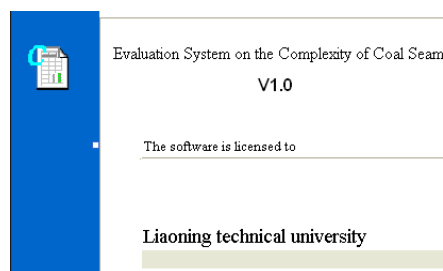 Evaluation System on the Complexity of Coal Seam
V1.0
The software is licensed to
Liaoning technical university